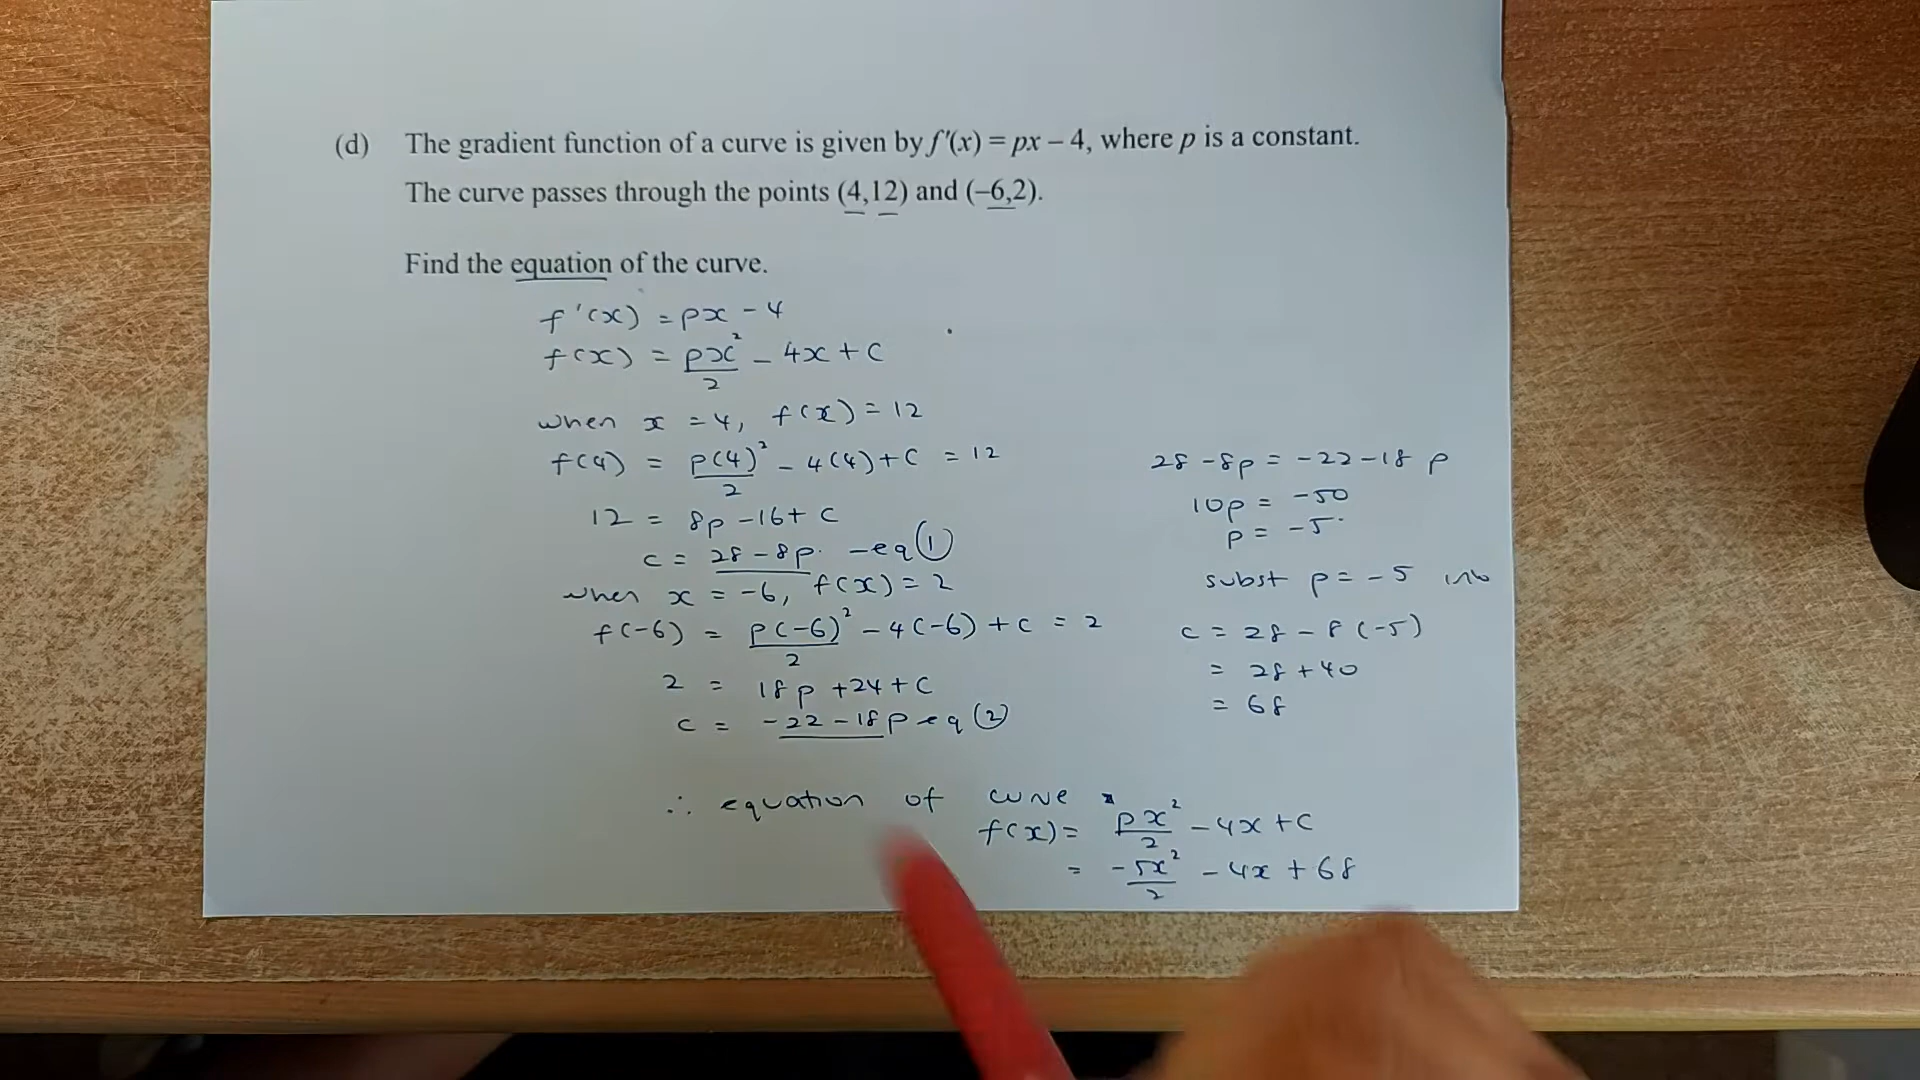 (d) The gradient function of a curve is given by f'(x) = px – 4, where p is a constant.
The curve passes through the points (4,12) and (–6,2).
Find the equation of the curve.
f'(x) = px - 4
f(x) = px²/2 - 4x + c
when x = 4, f(x) = 12
f(4) = p(4)²/2 - 4(4) + c = 12
12 = 8p - 16 + c
c = 28 - 8p. - eq (1)
when x = -6, f(x) = 2
f(-6) = p(-6)²/2 - 4(-6) + c = 2
2 = 18p + 24 + c
c = -22 - 18p eq (2)
28 - 8p = -22 - 18 p
10p = -50
p = -5
subst p = -5 into
c = 28 - 8(-5)
= 28 + 40
= 68
∴ equation of curve
f(x) = px²/2 - 4x + c
= -5x²/2 - 4x + 68